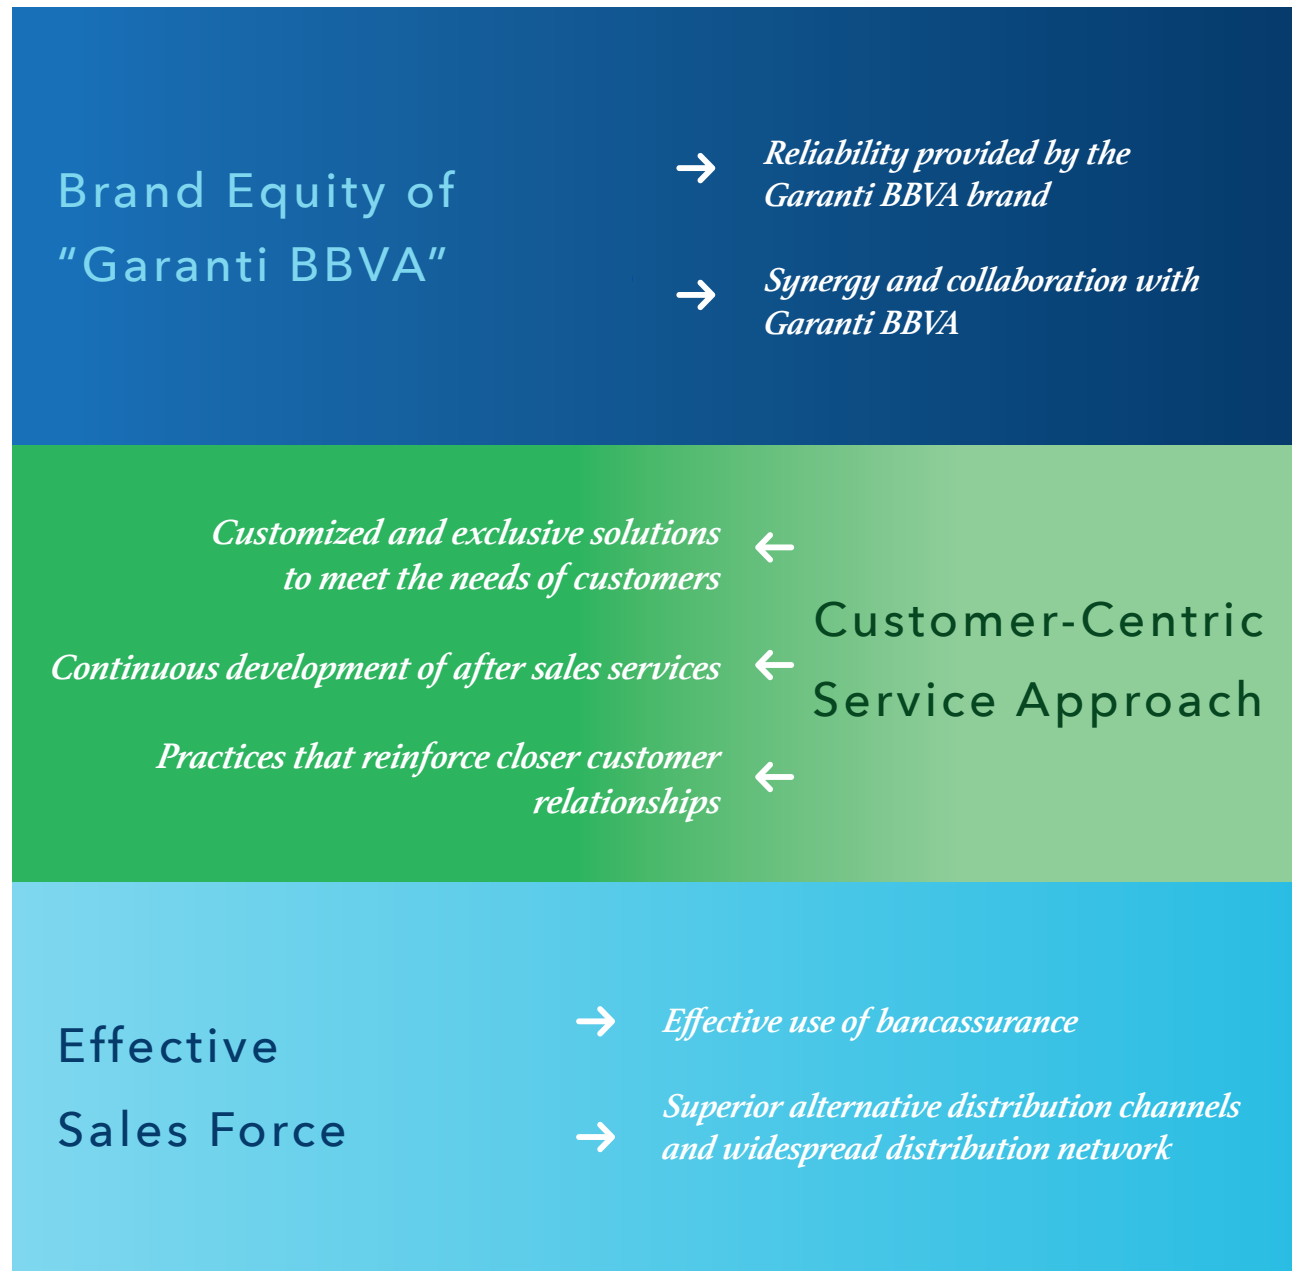 Brand Equity of
“Garanti BBVA”
Reliability provided by the
Garanti BBVA brand
Synergy and collaboration with
Garanti BBVA
Customized and exclusive solutions
to meet the needs of customers
Continuous development of after sales services
Practices that reinforce closer customer
relationships
Customer-Centric
Service Approach
Effective
Sales Force
Effective use of bancassurance
Superior alternative distribution channels
and widespread distribution network